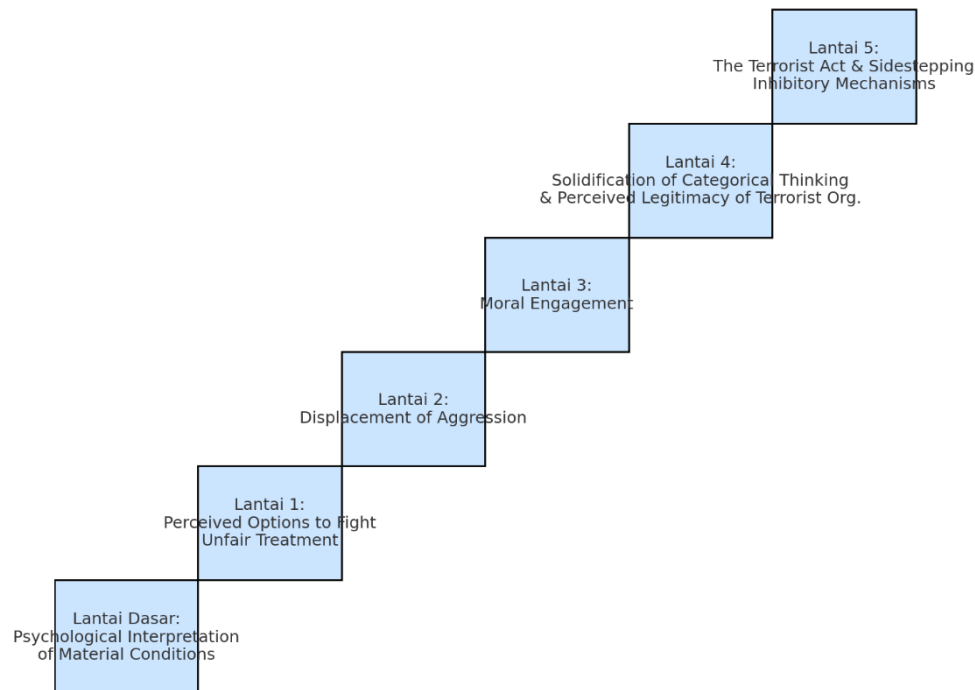 Lantai 5:
The Terrorist Act & Sidestepping
Inhibitory Mechanisms
Lantai 4:
Solidification of Categorical Thinking
& Perceived Legitimacy of Terrorist Org.
Lantai 3:
Moral Engagement
Lantai 2:
Displacement of Aggression
Lantai 1:
Perceived Options to Fight
Unfair Treatment
Lantai Dasar:
Psychological Interpretation
of Material Conditions